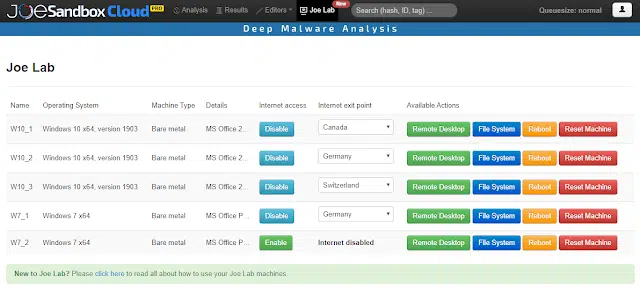 JOESandbox Cloud PRO Analysis Results Editors Joe Lab New Search (hash, ID, tag) ... Queuesize: normal
Deep Malware Analysis
Joe Lab
Name Operating System Machine Type Details Internet access Internet exit point Available Actions
W10_1 Windows 10 x64, version 1903 Bare metal MS Office 2... Disable Canada Remote Desktop File System Reboot Reset Machine
W10_2 Windows 10 x64, version 1903 Bare metal MS Office 2... Disable Germany Remote Desktop File System Reboot Reset Machine
W10_3 Windows 10 x64, version 1903 Bare metal MS Office 2... Disable Switzerland Remote Desktop File System Reboot Reset Machine
W7_1 Windows 7 x64 Bare metal MS Office P... Disable Germany Remote Desktop File System Reboot Reset Machine
W7_2 Windows 7 x64 Bare metal MS Office P... Enable Internet disabled Remote Desktop File System Reboot Reset Machine
New to Joe Lab? Please click here to read all about how to use your Joe Lab machines.